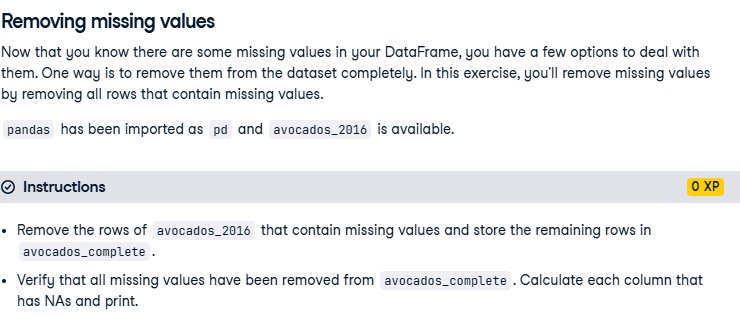 Removing missing values
Now that you know there are some missing values in your DataFrame, you have a few options to deal with
them. One way is to remove them from the dataset completely. In this exercise, you'll remove missing values
by removing all rows that contain missing values.
pandas has been imported as pd and avocados_2016 is available.
Instructions 0 XP
• Remove the rows of avocados_2016 that contain missing values and store the remaining rows in
avocados_complete .
• Verify that all missing values have been removed from avocados_complete . Calculate each column that
has NAs and print.